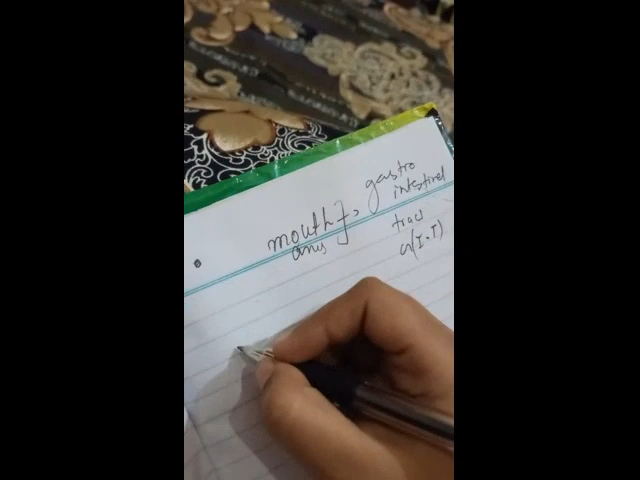 mouth } , gastro
anus intestinal
tract
G(I.T)